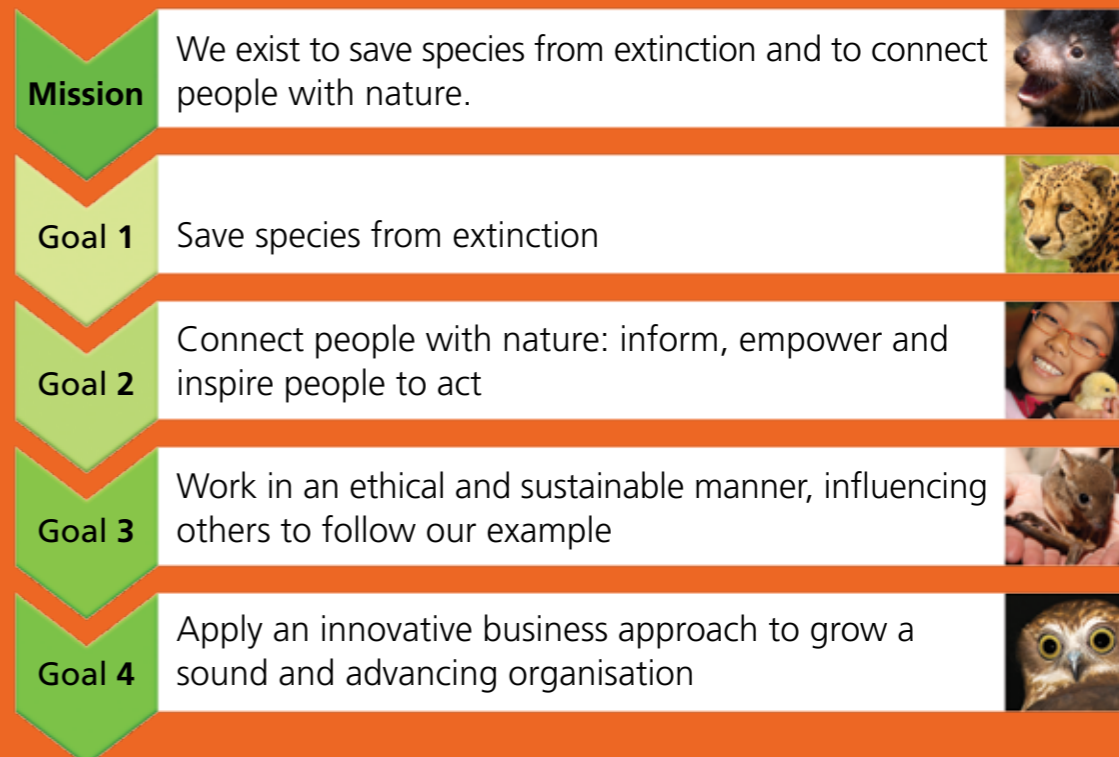 Mission
We exist to save species from extinction and to connect
people with nature.
Goal 1
Save species from extinction
Goal 2
Connect people with nature: inform, empower and
inspire people to act
Goal 3
Work in an ethical and sustainable manner, influencing
others to follow our example
Goal 4
Apply an innovative business approach to grow a
sound and advancing organisation